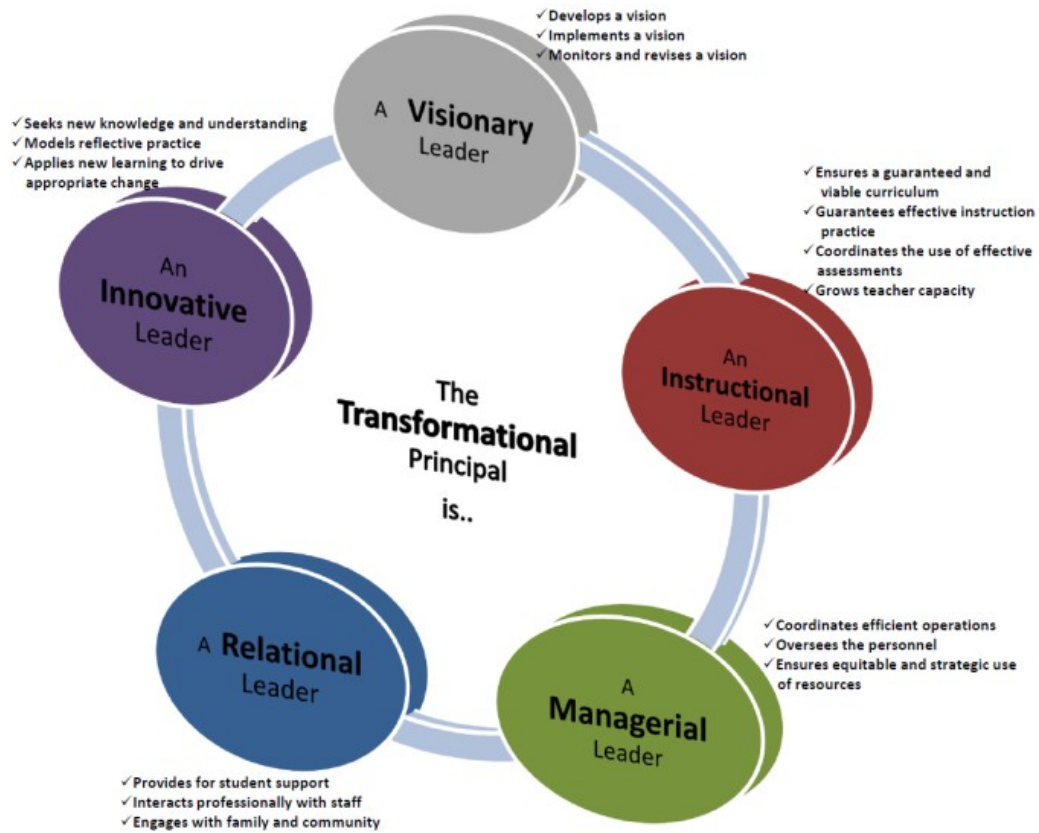 ✓Develops a vision
✓Implements a vision
✓Monitors and revises a vision
A Visionary
Leader
✓Seeks new knowledge and understanding
✓Models reflective practice
✓Applies new learning to drive
appropriate change
✓Ensures a guaranteed and
viable curriculum
✓Guarantees effective instruction
practice
✓Coordinates the use of effective
assessments
✓Grows teacher capacity
An
Innovative
Leader
An
Instructional
Leader
The
Transformational
Principal
is..
✓Coordinates efficient operations
✓Oversees the personnel
✓Ensures equitable and strategic use
of resources
A Relational
Leader
A
Managerial
Leader
✓Provides for student support
✓Interacts professionally with staff
✓Engages with family and community